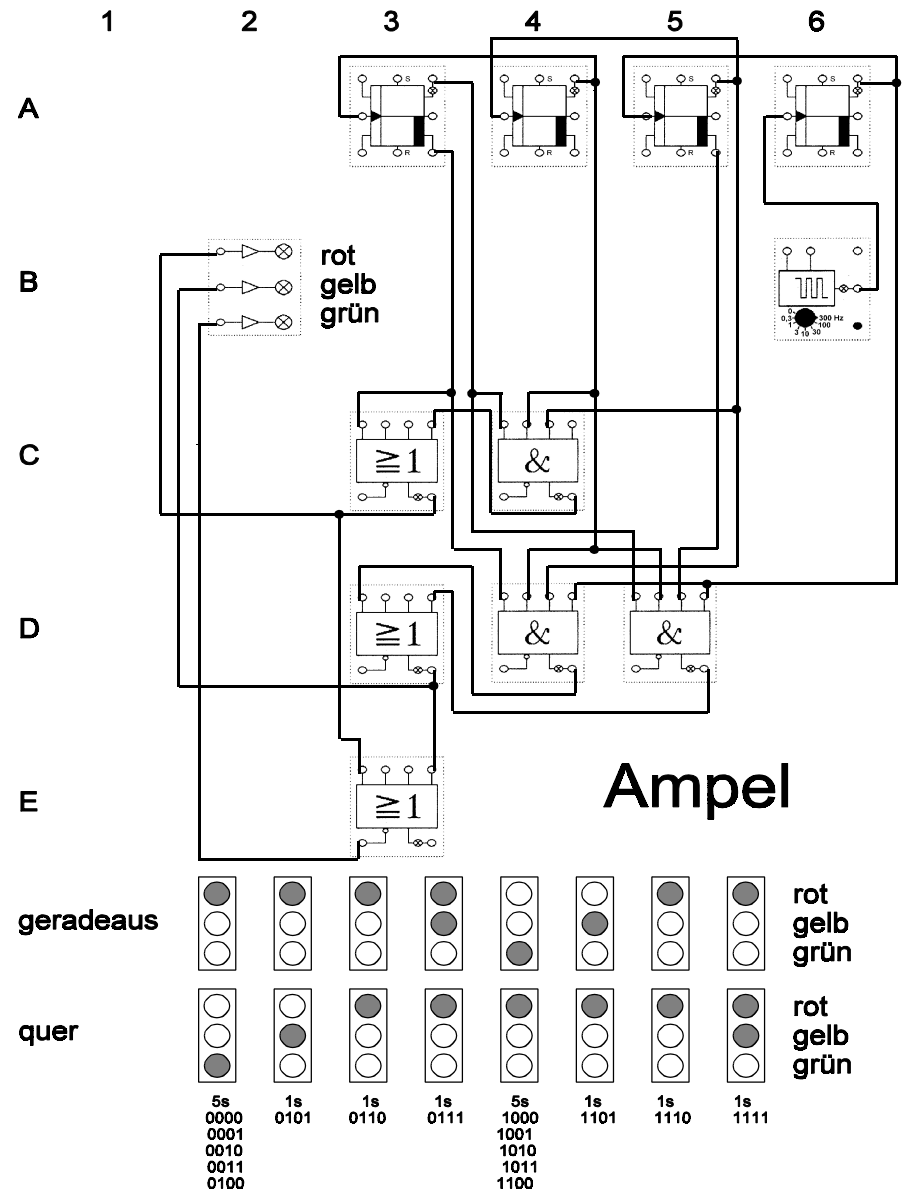 1 2 3 4 5 6
A
S S S S
R R R R
B
rot
gelb
grün
0
0,3
1
3 10 30
100
300 Hz
C
≧1 &
D
≧1 & &
E
≧1
Ampel
geradeaus
rot
gelb
grün
quer
rot
gelb
grün
5s 1s 1s 1s 5s 1s 1s 1s
0000 0101 0110 0111 1000 1101 1110 1111
0001 1001
0010 1010
0011 1011
0100 1100